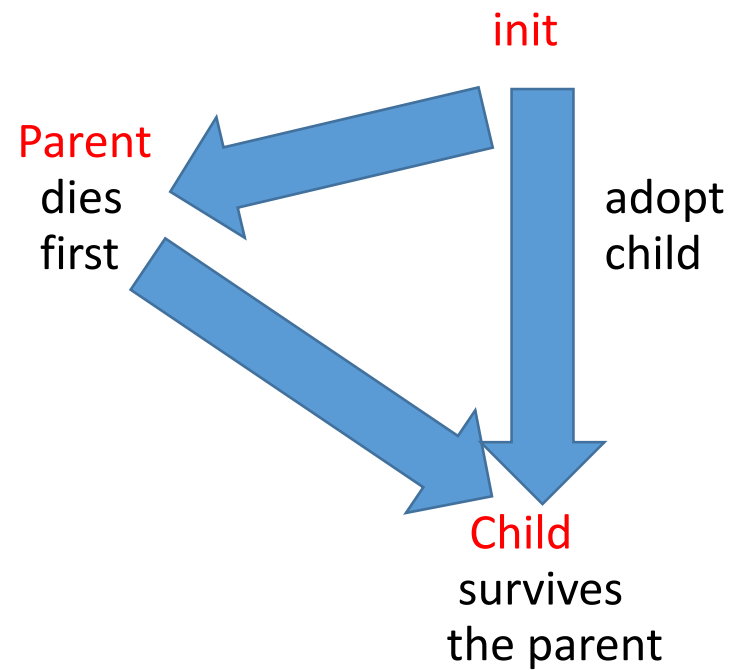 init
Parent
dies
first
adopt
child
Child
survives
the parent